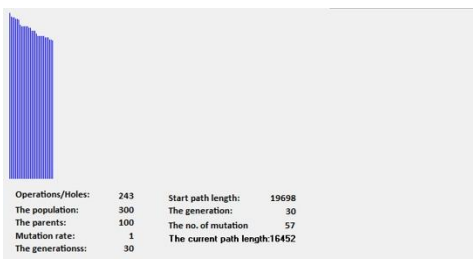 Operations/Holes: 243
The population: 300
The parents: 100
Mutation rate: 1
The generationss: 30
Start path length: 19698
The generation: 30
The no. of mutation 57
The current path length:16452